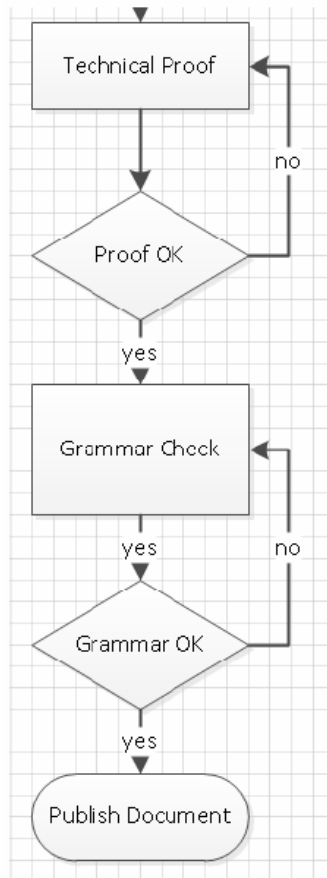 Technical Proof
no
Proof OK
yes
Grammar Check
yes
no
Grammar OK
yes
Publish Document